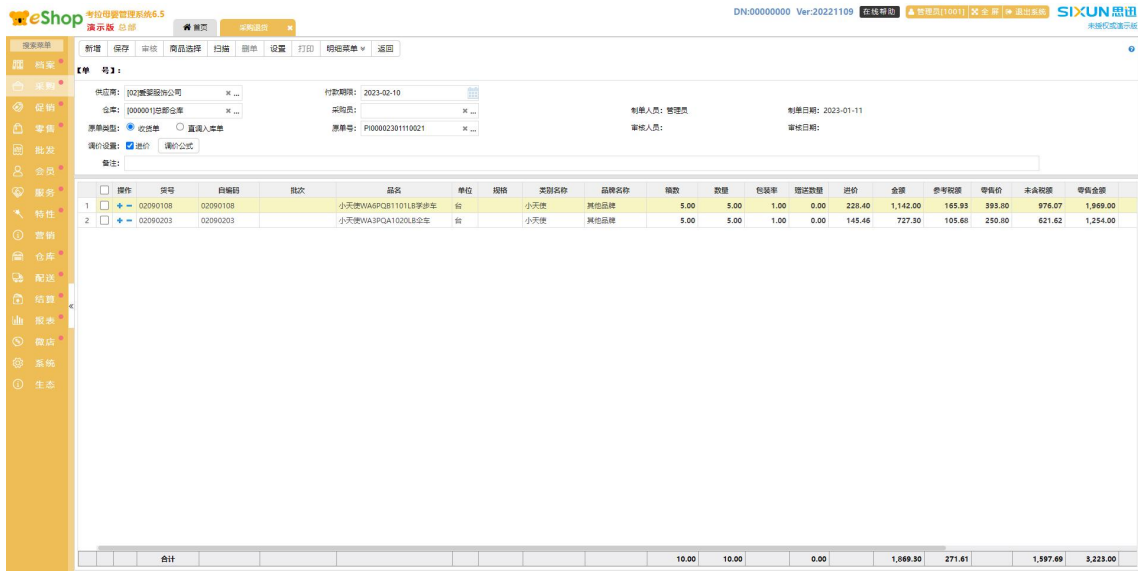 eShop 考拉母婴管理系统6.5
演示版 总部
首页 采购退货
DN:00000000 Ver:20221109 在线帮助 管理员[1001] 全屏 退出系统 SIXUN思迅
未授权或演示版
搜索菜单
档案
采购
促销
零售
批发
会员
服务
特性
营销
仓库
配送
结算
报表
微店
系统
生态
新增 保存 审核 商品选择 扫描 删单 设置 打印 明细菜单 返回
【单 号】:
供应商: [02]爱婴服饰公司 ... 付款期限: 2023-02-10
仓库: [000001]总部仓库 ... 采购员: ... 制单人员: 管理员 制单日期: 2023-01-11
原单类型: 收货单 直调入库单 原单号: PI00002301110021 ... 审核人员: 审核日期:
调价设置: 进价 调价公式
备注:
操作 货号 自编码 批次 品名 单位 规格 类别名称 品牌名称 箱数 数量 包装率 赠送数量 进价 金额 参考税额 零售价 未含税额 零售金额
1 02090108 02090108 小天使WA6PQB1101LB学步车 台 小天使 其他品牌 5.00 5.00 1.00 0.00 228.40 1,142.00 165.93 393.80 976.07 1,969.00
2 02090203 02090203 小天使WA3PQA1020LB伞车 台 小天使 其他品牌 5.00 5.00 1.00 0.00 145.46 727.30 105.68 250.80 621.62 1,254.00
合计 10.00 10.00 0.00 1,869.30 271.61 1,597.69 3,223.00